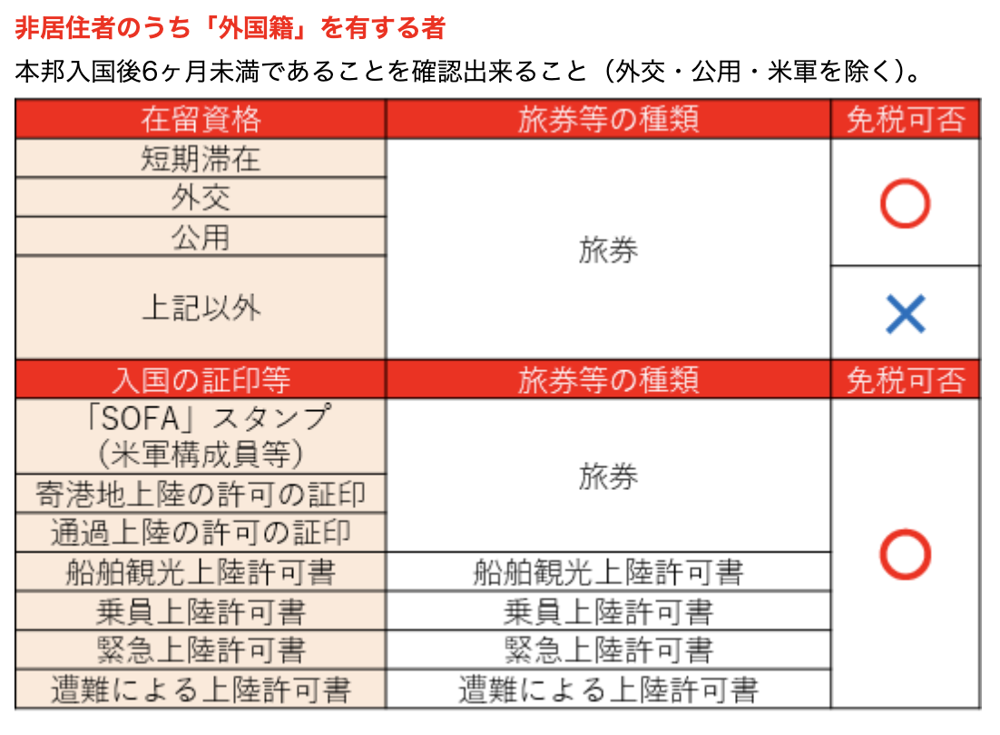 非居住者のうち「外国籍」を有する者
本邦入国後6ヶ月未満であることを確認出来ること（外交・公用・米軍を除く）。
在留資格 旅券等の種類 免税可否
短期滞在
外交
公用
旅券
○
上記以外
×
入国の証印等 旅券等の種類 免税可否
「SOFA」スタンプ
（米軍構成員等）
旅券
寄港地上陸の許可の証印
通過上陸の許可の証印
○
船舶観光上陸許可書 船舶観光上陸許可書
乗員上陸許可書 乗員上陸許可書
緊急上陸許可書 緊急上陸許可書
遭難による上陸許可書 遭難による上陸許可書